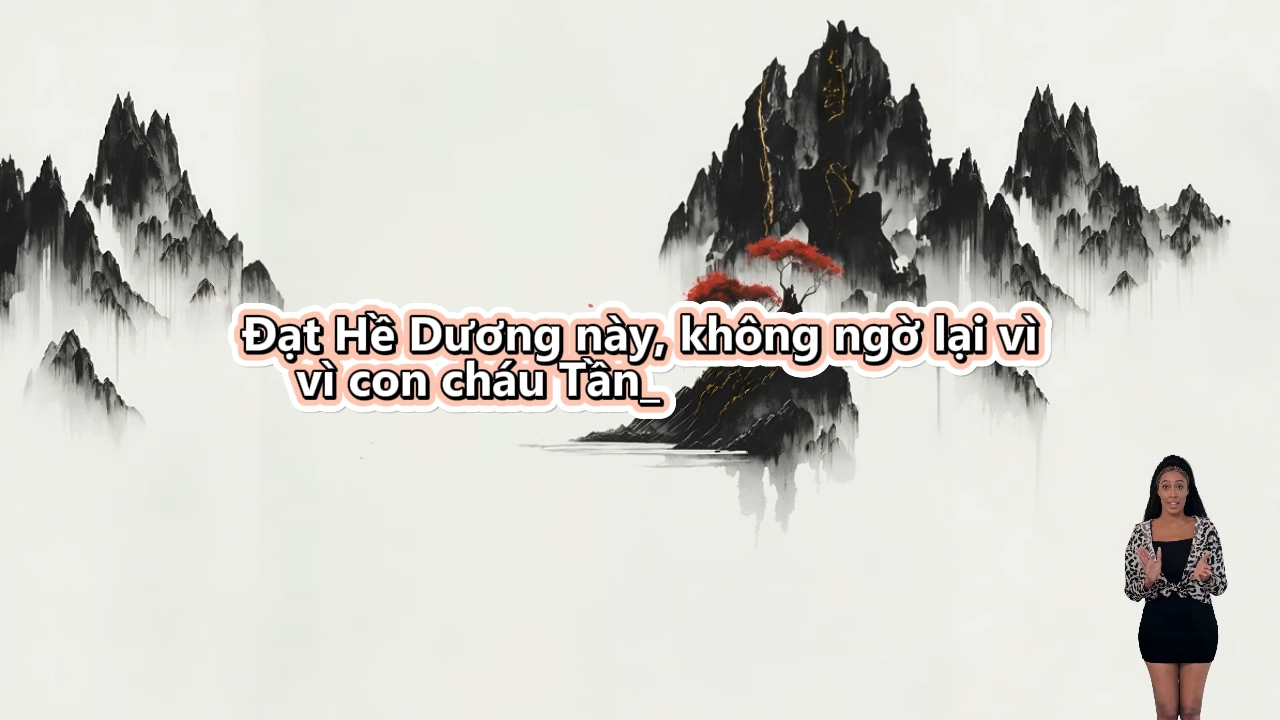 Đạt Hề Dương này, không ngờ lại vì
vì con cháu Tần_